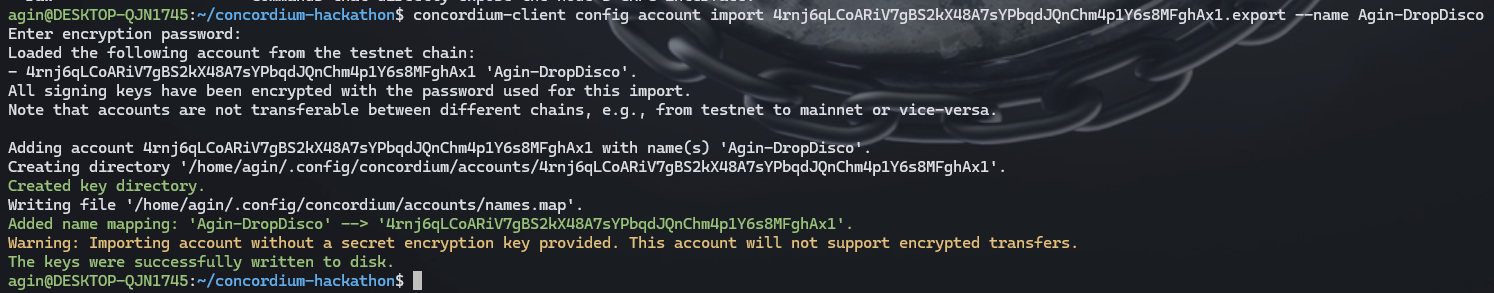 agin@DESKTOP-QJN1745:~/concordium-hackathon$ concordium-client config account import 4rnj6qLCoARiV7gBS2kX48A7sYPbqdJQnChm4p1Y6s8MFghAx1.export --name Agin-DropDisco
Enter encryption password:
Loaded the following account from the testnet chain:
- 4rnj6qLCoARiV7gBS2kX48A7sYPbqdJQnChm4p1Y6s8MFghAx1 'Agin-DropDisco'.
All signing keys have been encrypted with the password used for this import.
Note that accounts are not transferable between different chains, e.g., from testnet to mainnet or vice-versa.
Adding account 4rnj6qLCoARiV7gBS2kX48A7sYPbqdJQnChm4p1Y6s8MFghAx1 with name(s) 'Agin-DropDisco'.
Creating directory '/home/agin/.config/concordium/accounts/4rnj6qLCoARiV7gBS2kX48A7sYPbqdJQnChm4p1Y6s8MFghAx1'.
Created key directory.
Writing file '/home/agin/.config/concordium/accounts/names.map'.
Added name mapping: 'Agin-DropDisco' --> '4rnj6qLCoARiV7gBS2kX48A7sYPbqdJQnChm4p1Y6s8MFghAx1'.
Warning: Importing account without a secret encryption key provided. This account will not support encrypted transfers.
The keys were successfully written to disk.
agin@DESKTOP-QJN1745:~/concordium-hackathon$